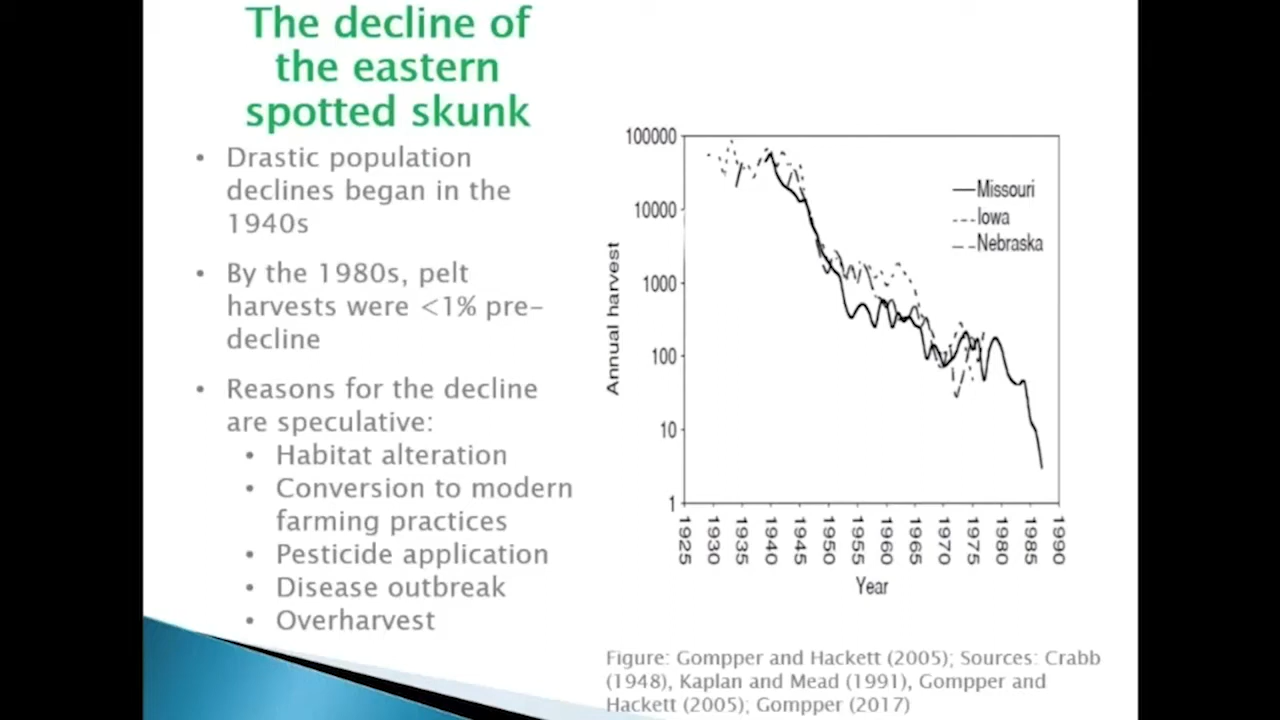 The decline of
the eastern
spotted skunk
• Drastic population
declines began in the
1940s
• By the 1980s, pelt
harvests were <1% pre-
decline
• Reasons for the decline
are speculative:
• Habitat alteration
• Conversion to modern
farming practices
• Pesticide application
• Disease outbreak
• Overharvest
100000
10000
1000
100
10
1
Annual harvest
Missouri
Iowa
Nebraska
1925 1930 1935 1940 1945 1950 1955 1960 1965 1970 1975 1980 1985 1990
Year
Figure: Gompper and Hackett (2005); Sources: Crabb
(1948), Kaplan and Mead (1991), Gompper and
Hackett (2005); Gompper (2017)